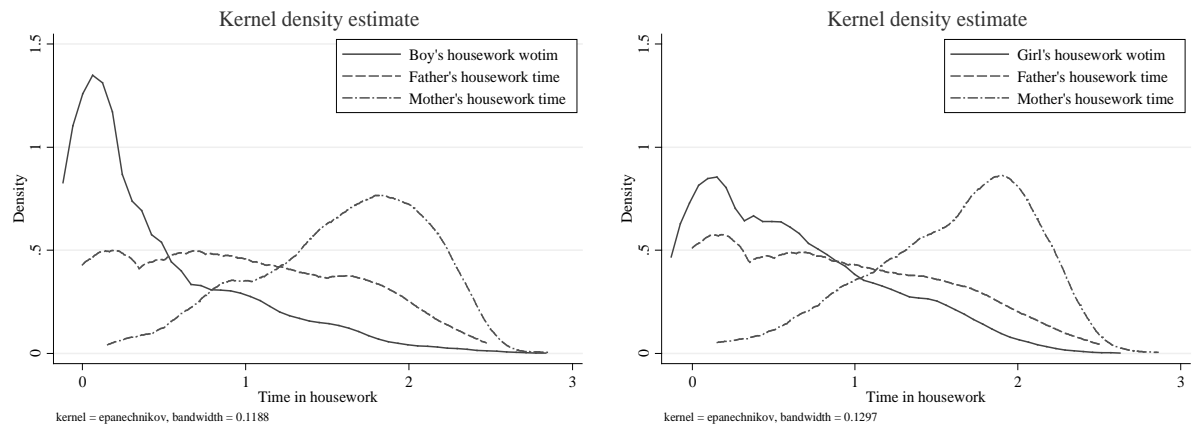 Kernel density estimate
Boy's housework wotim
Father's housework time
Mother's housework time
1.5
1
.5
0
Density
0 1 2 3
Time in housework
kernel = epanechnikov, bandwidth = 0.1188
Kernel density estimate
Girl's housework wotim
Father's housework time
Mother's housework time
1.5
1
.5
0
Density
0 1 2 3
Time in housework
kernel = epanechnikov, bandwidth = 0.1297